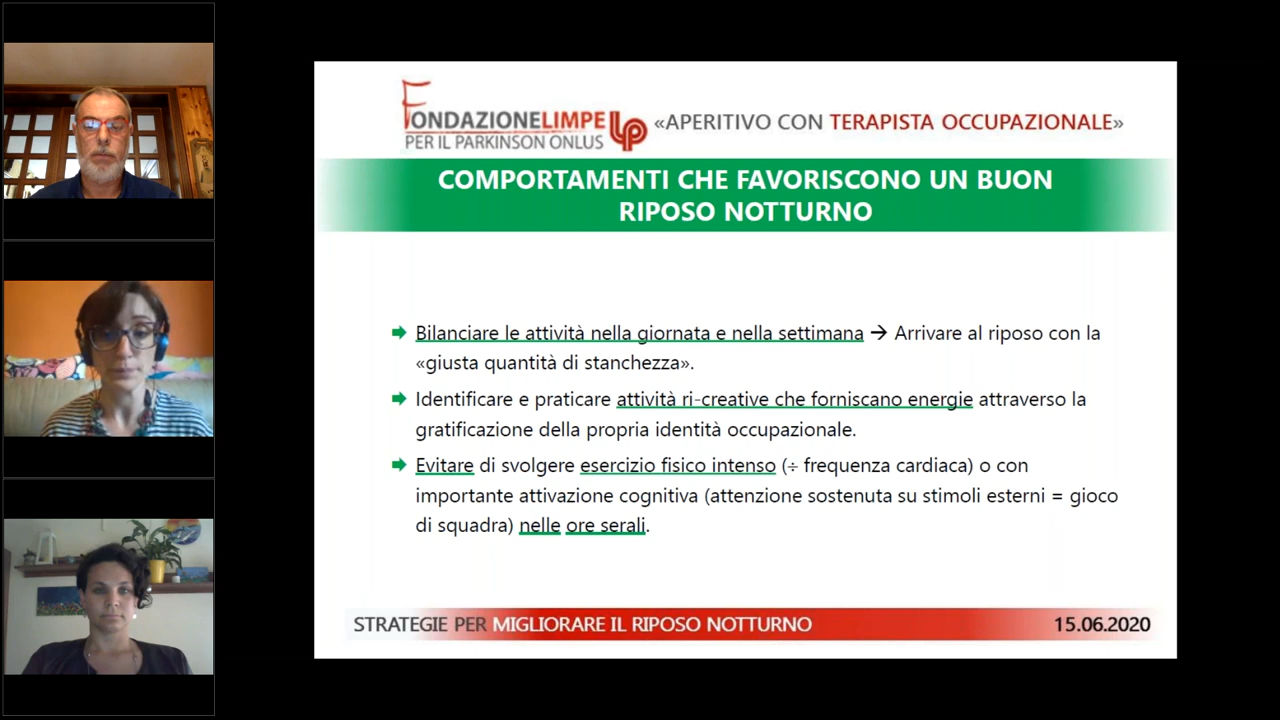 FONDAZIONELIMPE
PER IL PARKINSON ONLUS
«APERITIVO CON TERAPISTA OCCUPAZIONALE»
COMPORTAMENTI CHE FAVORISCONO UN BUON
RIPOSO NOTTURNO
Bilanciare le attività nella giornata e nella settimana → Arrivare al riposo con la
«giusta quantità di stanchezza».
Identificare e praticare attività ri-creative che forniscano energie attraverso la
gratificazione della propria identità occupazionale.
Evitare di svolgere esercizio fisico intenso (÷ frequenza cardiaca) o con
importante attivazione cognitiva (attenzione sostenuta su stimoli esterni = gioco
di squadra) nelle ore serali.
STRATEGIE PER MIGLIORARE IL RIPOSO NOTTURNO 15.06.2020